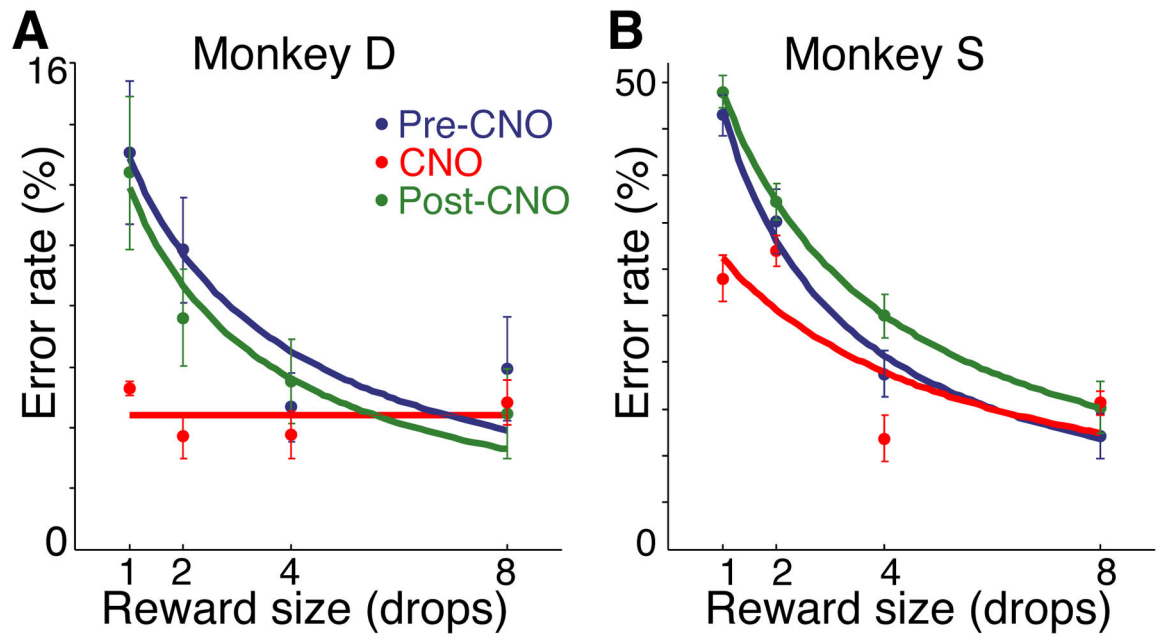 A
Monkey D
16
Pre-CNO
CNO
Post-CNO
Error rate (%)
0
1 2 4 8
Reward size (drops)
B
Monkey S
50
Error rate (%)
0
1 2 4 8
Reward size (drops)